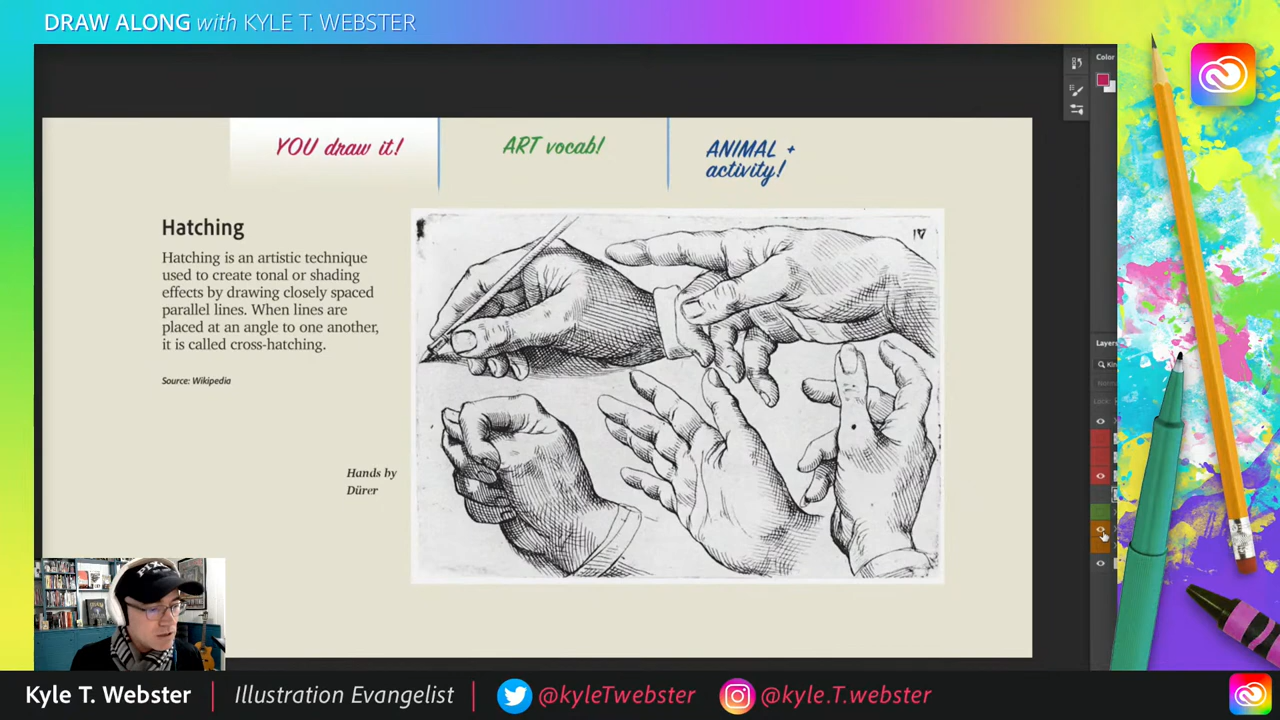 DRAW ALONG with KYLE T. WEBSTER
Color
YOU draw it!
ART vocab!
ANIMAL +
activity!
Hatching
Hatching is an artistic technique
used to create tonal or shading
effects by drawing closely spaced
parallel lines. When lines are
placed at an angle to one another,
it is called cross-hatching.
Source: Wikipedia
Hands by
Dürer
Layers
Kyle T. Webster | Illustration Evangelist @kyleTwebster @kyle.T.webster